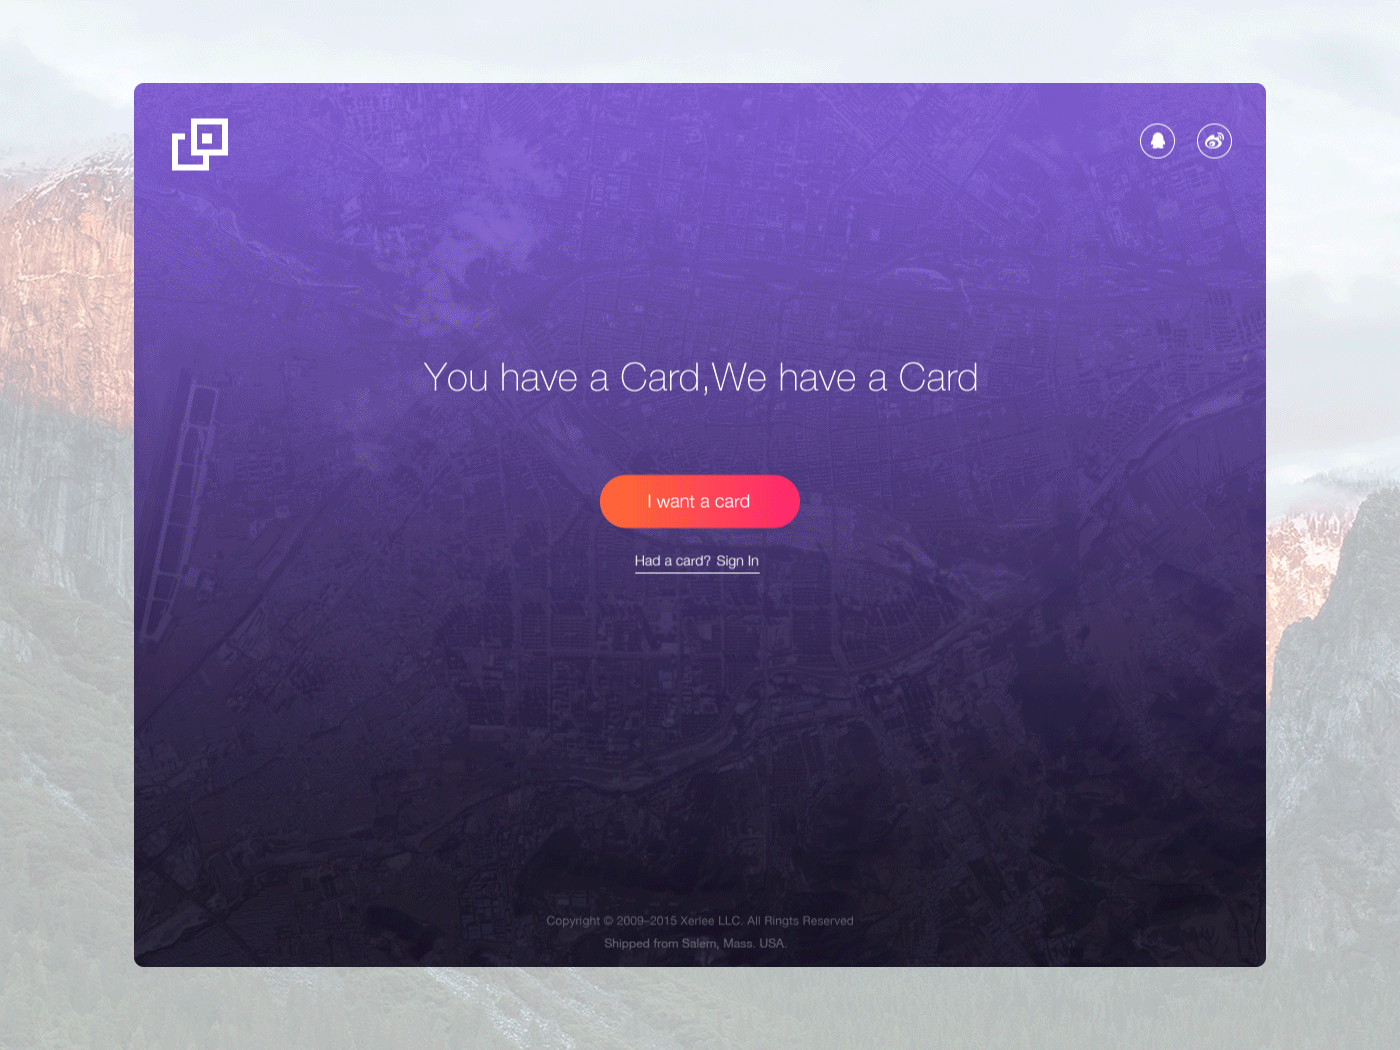 You have a Card,We have a Card
I want a card
Had a card? Sign In
Copyright © 2009–2015 Xerlee LLC. All Ringts Reserved
Shipped from Salem, Mass. USA.